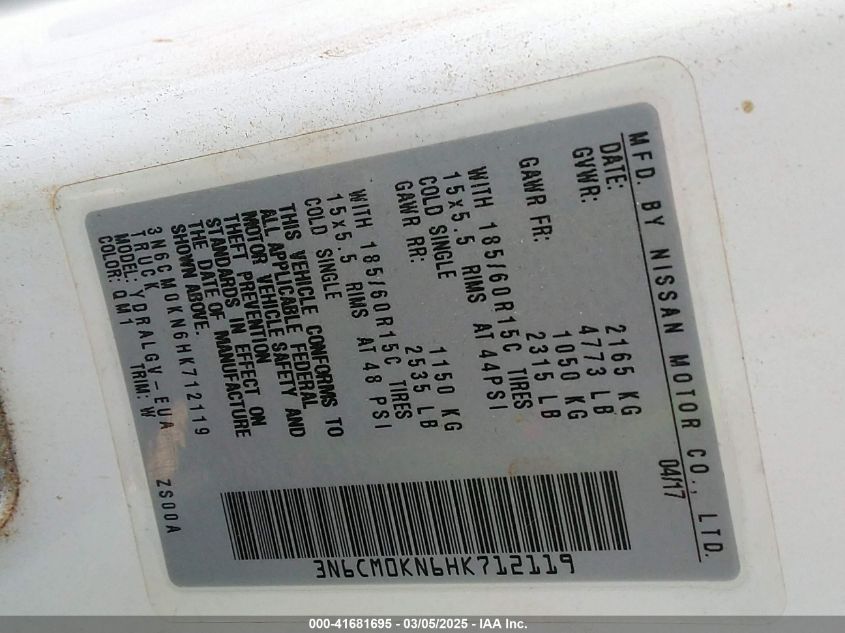 MFD. BY NISSAN MOTOR CO., LTD.
DATE: 04/17
GVWR: 2165 KG
4773 LB
GAWR FR: 1050 KG
2315 LB
WITH 185/60R15C TIRES
15x5.5 RIMS AT 44PSI
COLD SINGLE
GAWR RR: 1150 KG
2535 LB
WITH 185/60R15C TIRES
15x5.5 RIMS AT 48 PSI
COLD SINGLE
THIS VEHICLE CONFORMS TO
ALL APPLICABLE FEDERAL
MOTOR VEHICLE SAFETY AND
THEFT PREVENTION
STANDARDS IN EFFECT ON
THE DATE OF MANUFACTURE
SHOWN ABOVE.
3N6CM0KN6HK712119
TRUCK
MODEL: YDRALGV-EUA ZS00A
COLOR: QM1 TRIM: W
3N6CM0KN6HK712119
000-41681695 - 03/05/2025 - IAA Inc.